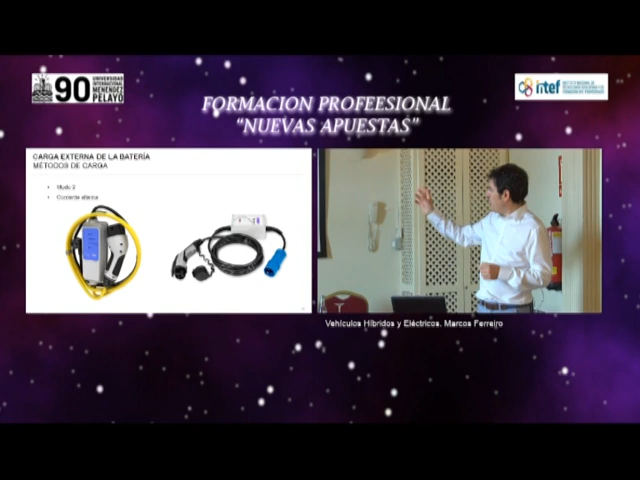 90
UNIVERSIDAD
INTERNACIONAL
MENENDEZ
PELAYO
intef
FORMACION PROFEESIONAL
“NUEVAS APUESTAS”
CARGA EXTERNA DE LA BATERÍA
MÉTODOS DE CARGA
• Modo 2
• Corriente alterna
Vehículos Híbridos y Eléctricos. Marcos Ferreiro